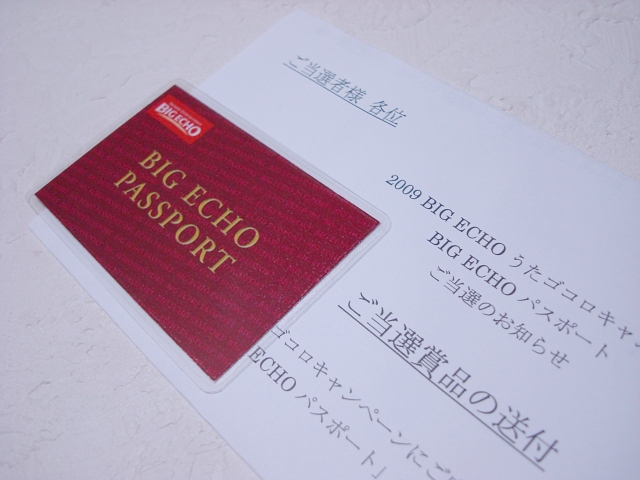 BIG ECHO
BIG ECHO
PASSPORT
ご当選者様 各位
2009 BIG ECHO うたゴコロキャ
BIG ECHO パスポート
ご当選のお知らせ
ご当選賞品の送付
ゴコロキャンペーンにご
ECHO パスポート」